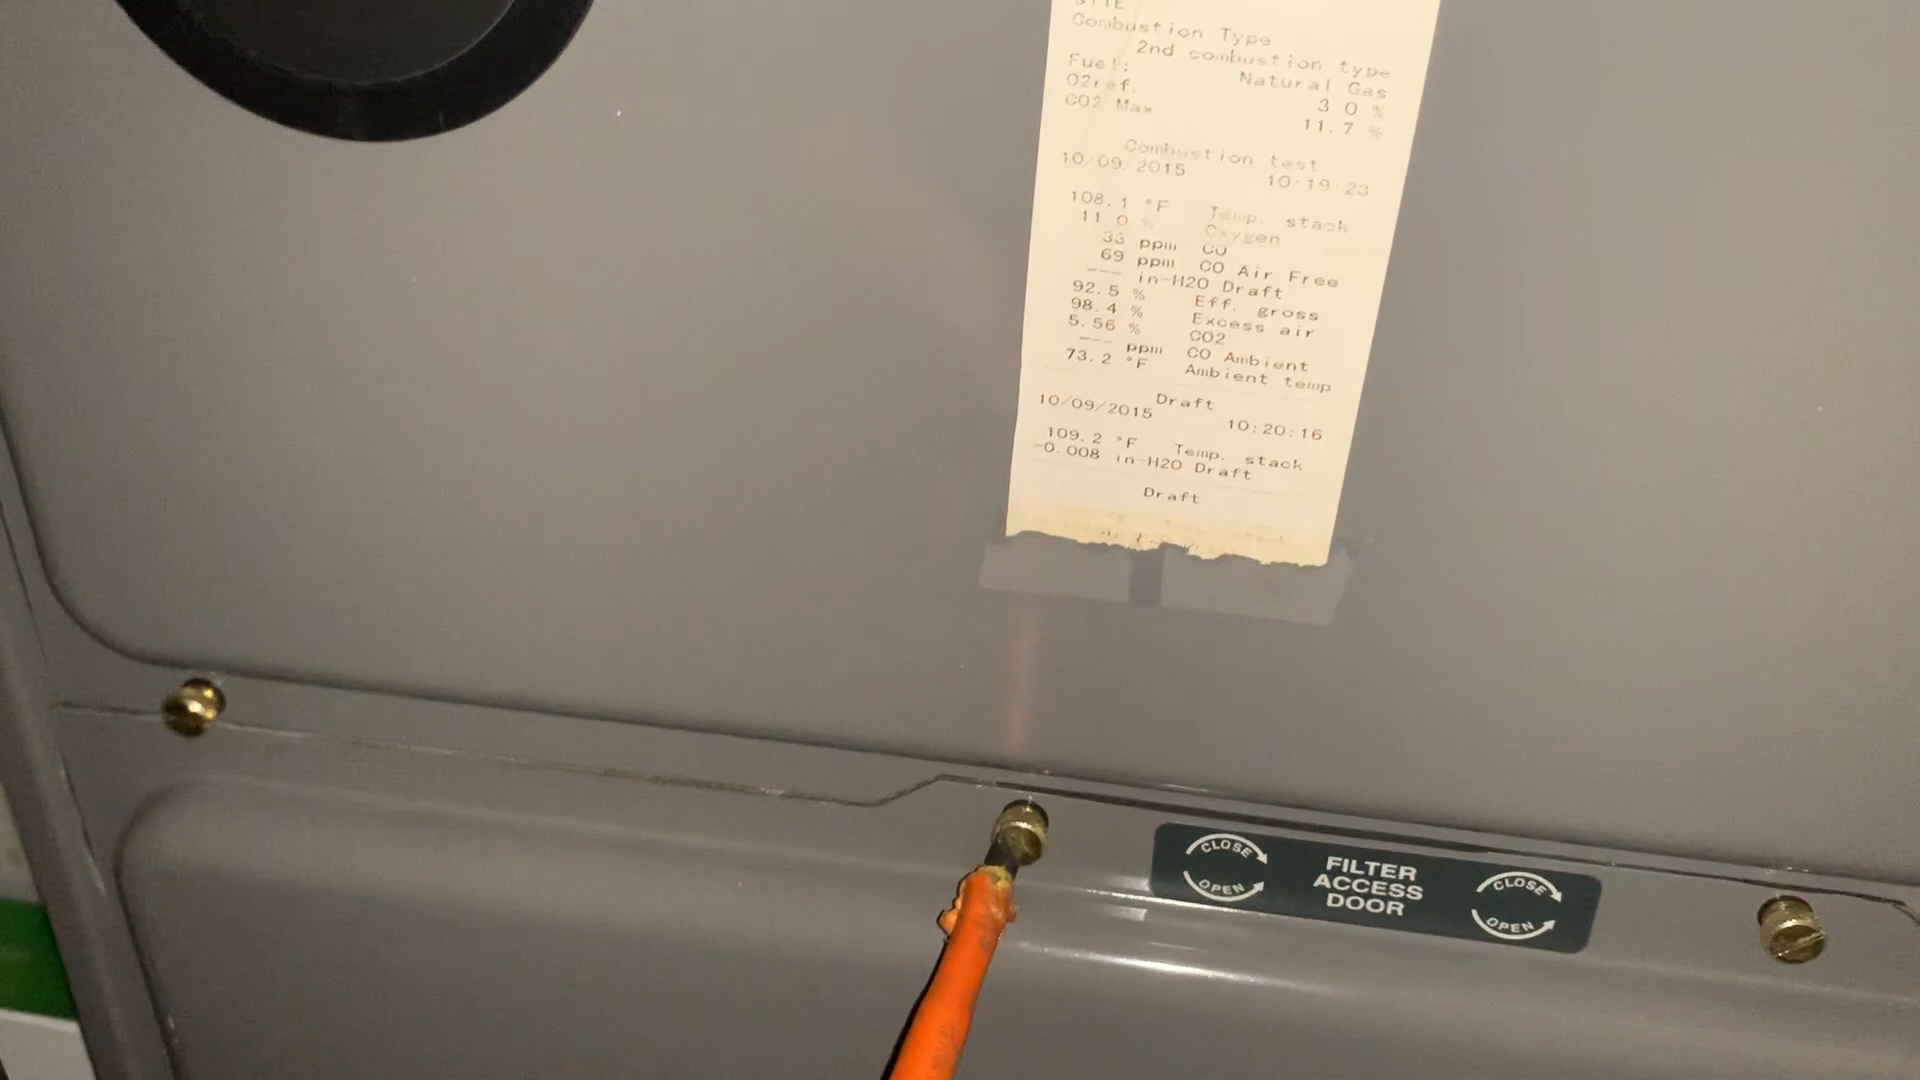 Combustion Type
2nd combustion type
Fuel: Natural Gas
O2ref. 3 0 %
CO2 Max 11.7 %
Combustion test
10 09 2015 10:19 23
108.1 °F Temp. stack
11 0 % Oxygen
33 ppm CO
69 ppm CO Air Free
--- in-H2O Draft
92.5 % Eff. gross
98.4 % Excess air
5.56 % CO2
--- ppm CO Ambient
73.2 °F Ambient temp
Draft
10/09/2015 10:20:16
109.2 °F Temp. stack
-0.008 in-H2O Draft
Draft
CLOSE
OPEN
FILTER
ACCESS
DOOR
CLOSE
OPEN